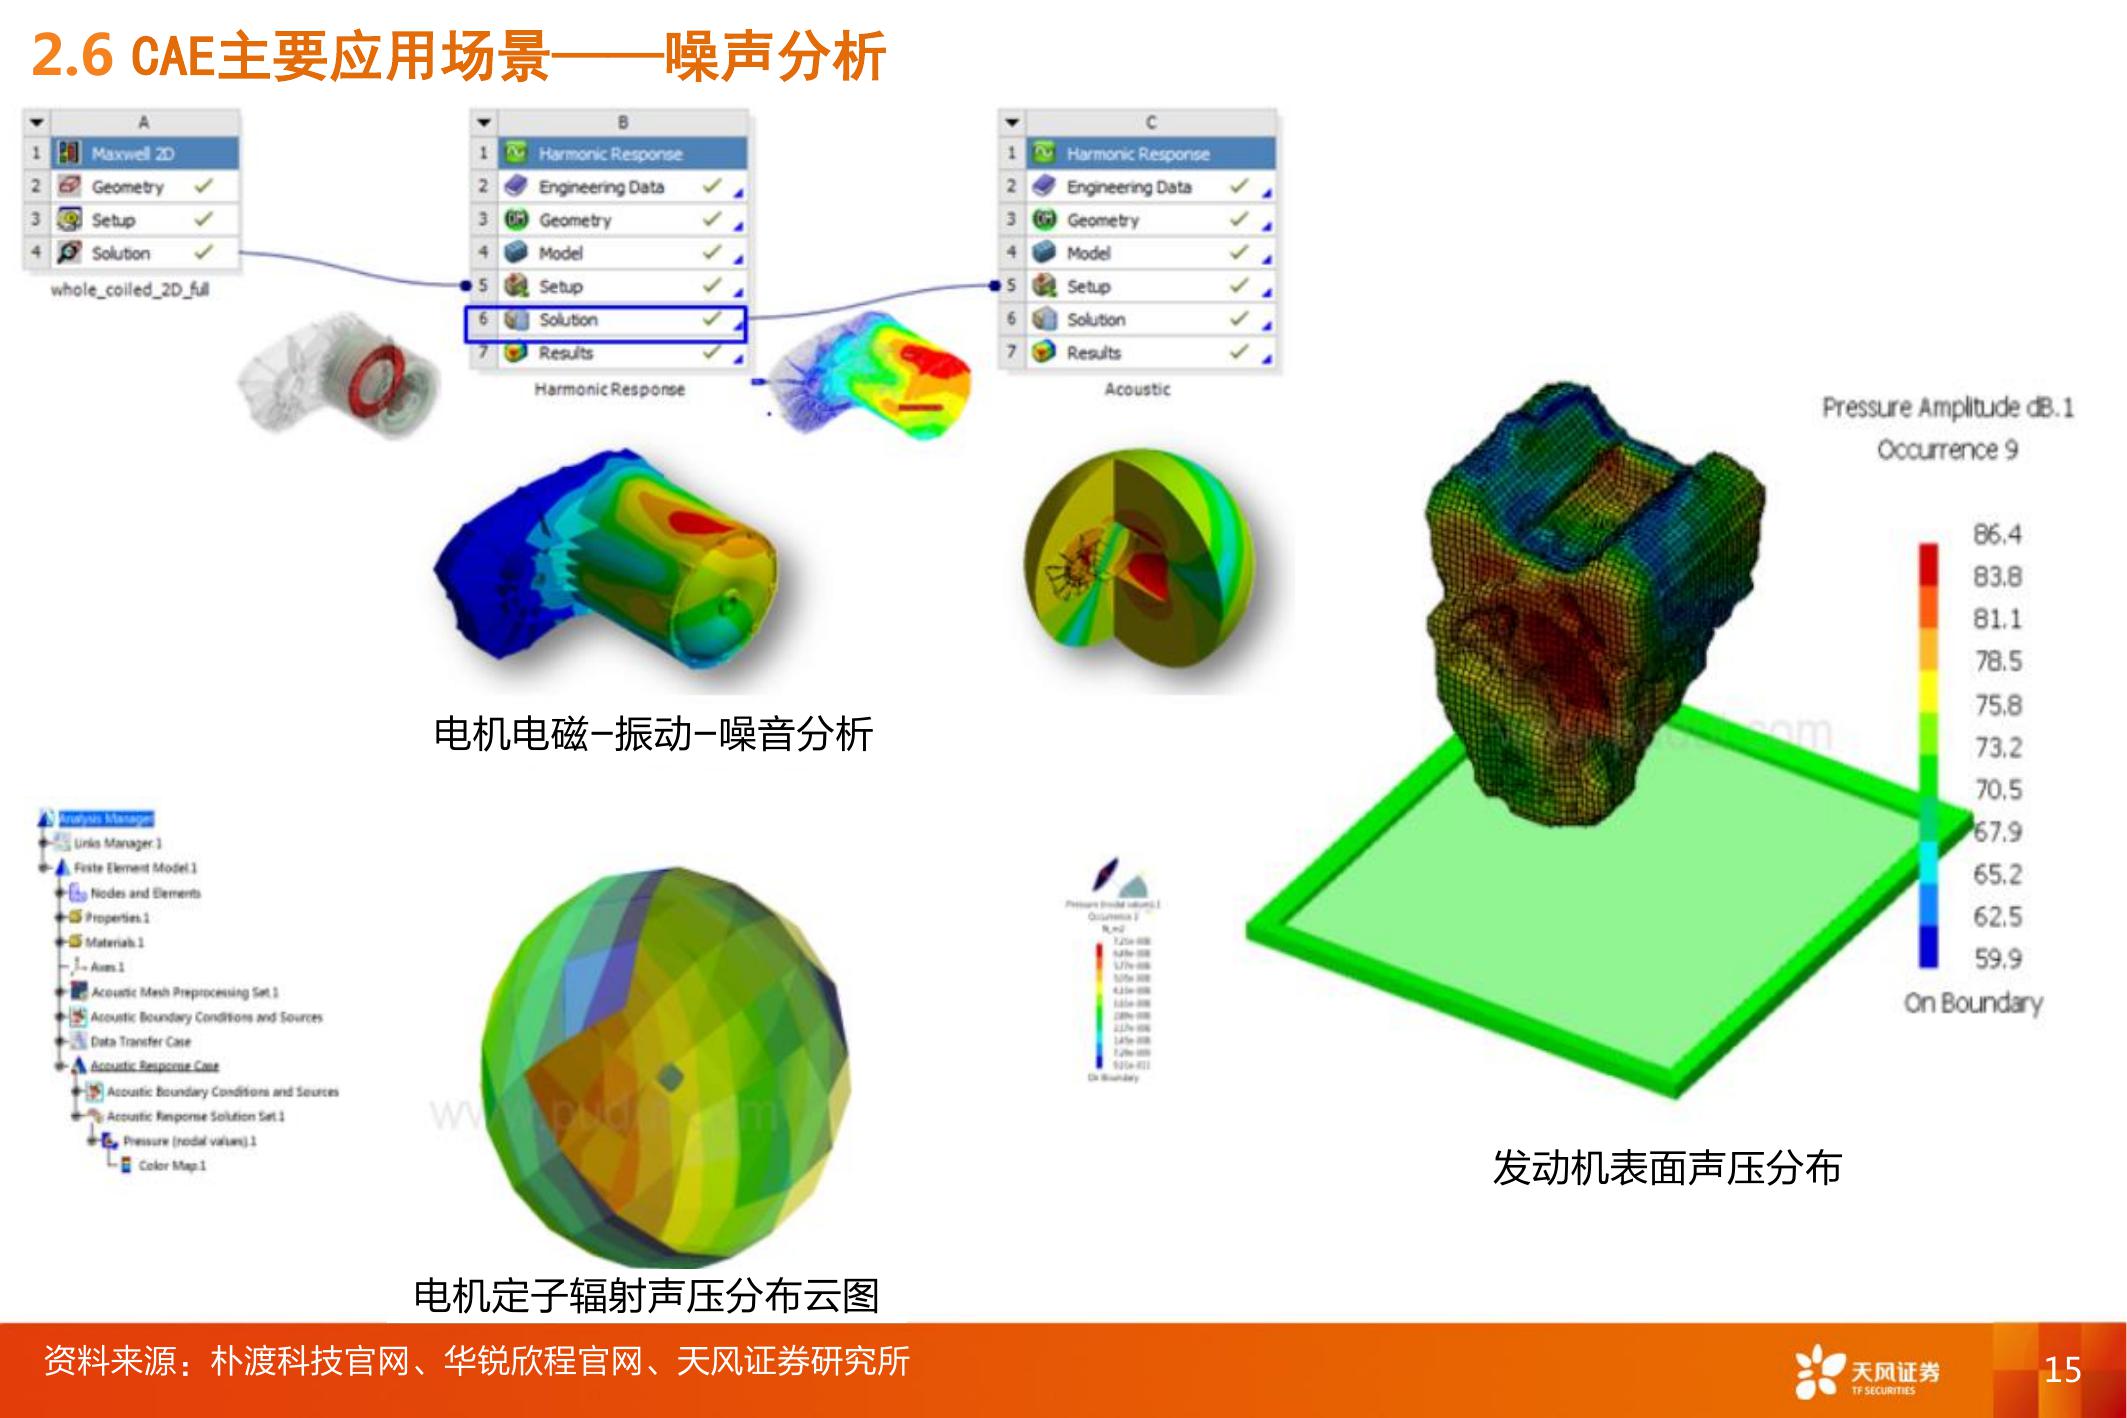 2.6 CAE主要应用场景——噪声分析
A
1 Maxwell 2D
2 Geometry
3 Setup
4 Solution
whole_coiled_2D_full
B
1 Harmonic Response
2 Engineering Data
3 Geometry
4 Model
5 Setup
6 Solution
7 Results
Harmonic Response
C
1 Harmonic Response
2 Engineering Data
3 Geometry
4 Model
5 Setup
6 Solution
7 Results
Acoustic
电机电磁-振动-噪音分析
Pressure Amplitude dB.1
Occurrence 9
86.4
83.8
81.1
78.5
75.8
73.2
70.5
67.9
65.2
62.5
59.9
On Boundary
发动机表面声压分布
Analysis Manager
Links Manager.1
Finite Element Model.1
Nodes and Elements
Properties.1
Materials.1
Axes.1
Acoustic Mesh Preprocessing Set.1
Acoustic Boundary Conditions and Sources
Data Transfer Case
Acoustic Response Case
Acoustic Boundary Conditions and Sources
Acoustic Response Solution Set.1
Pressure (nodal values).1
Color Map.1
Pressure (nodal values).1
Occurrence
N_m2
On Boundary
电机定子辐射声压分布云图
资料来源：朴渡科技官网、华锐欣程官网、天风证券研究所
天风证券
TF SECURITIES
15